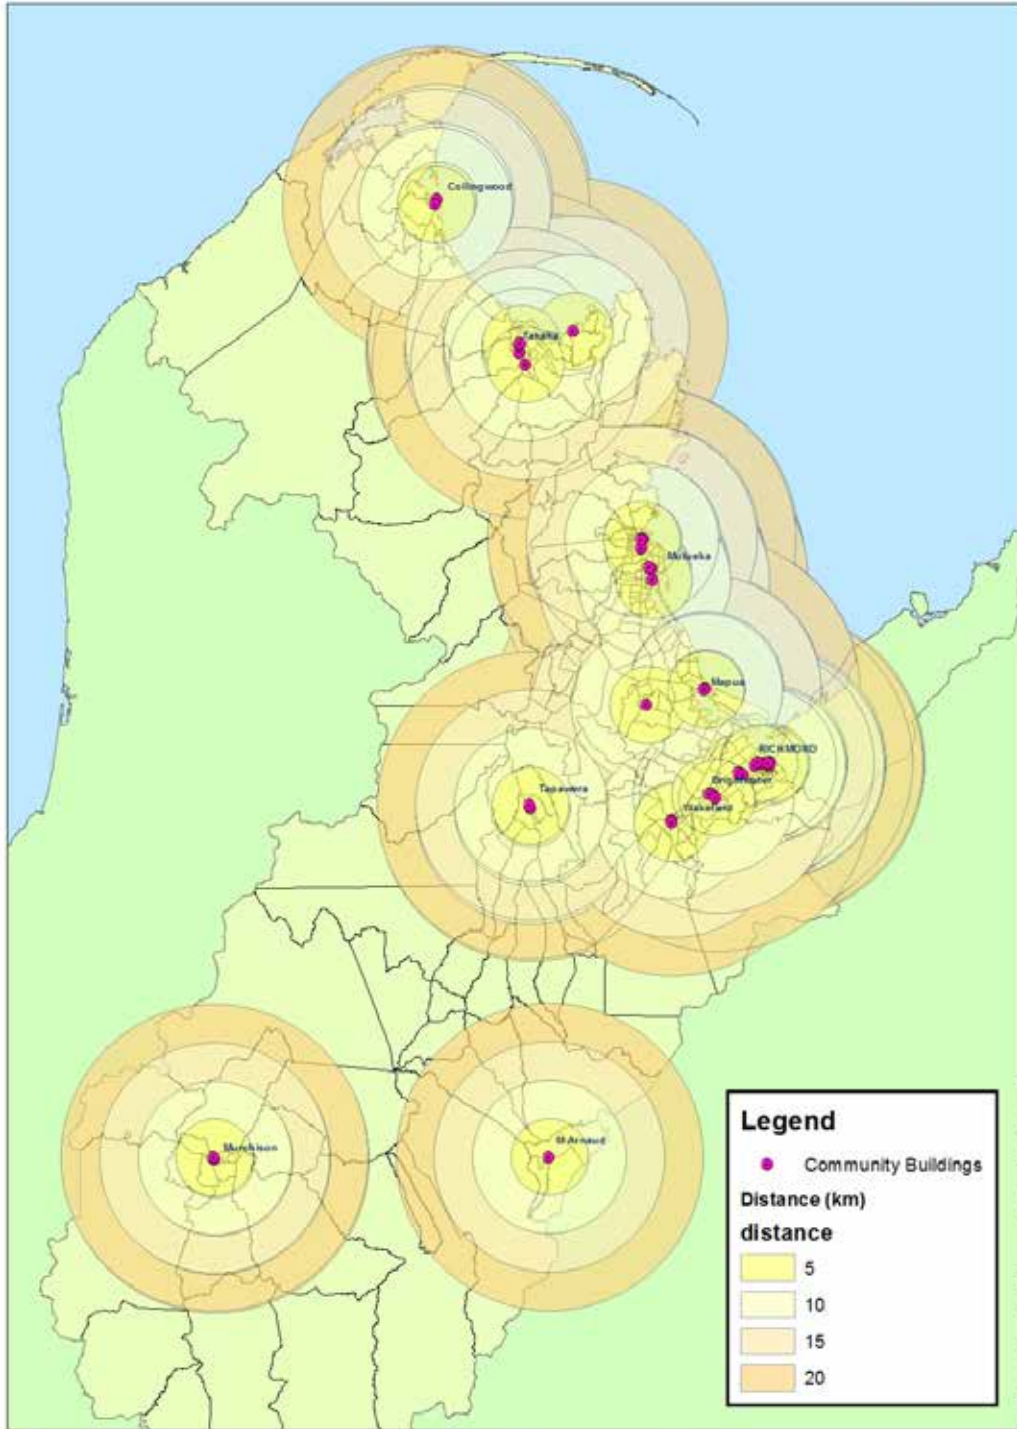 Collingwood
Takaka
Motueka
Mapua
RICHMOND
Brightwater
Wakefield
Tapawera
Murchison
St Arnaud
Legend
Community Buildings
Distance (km)
distance
5
10
15
20